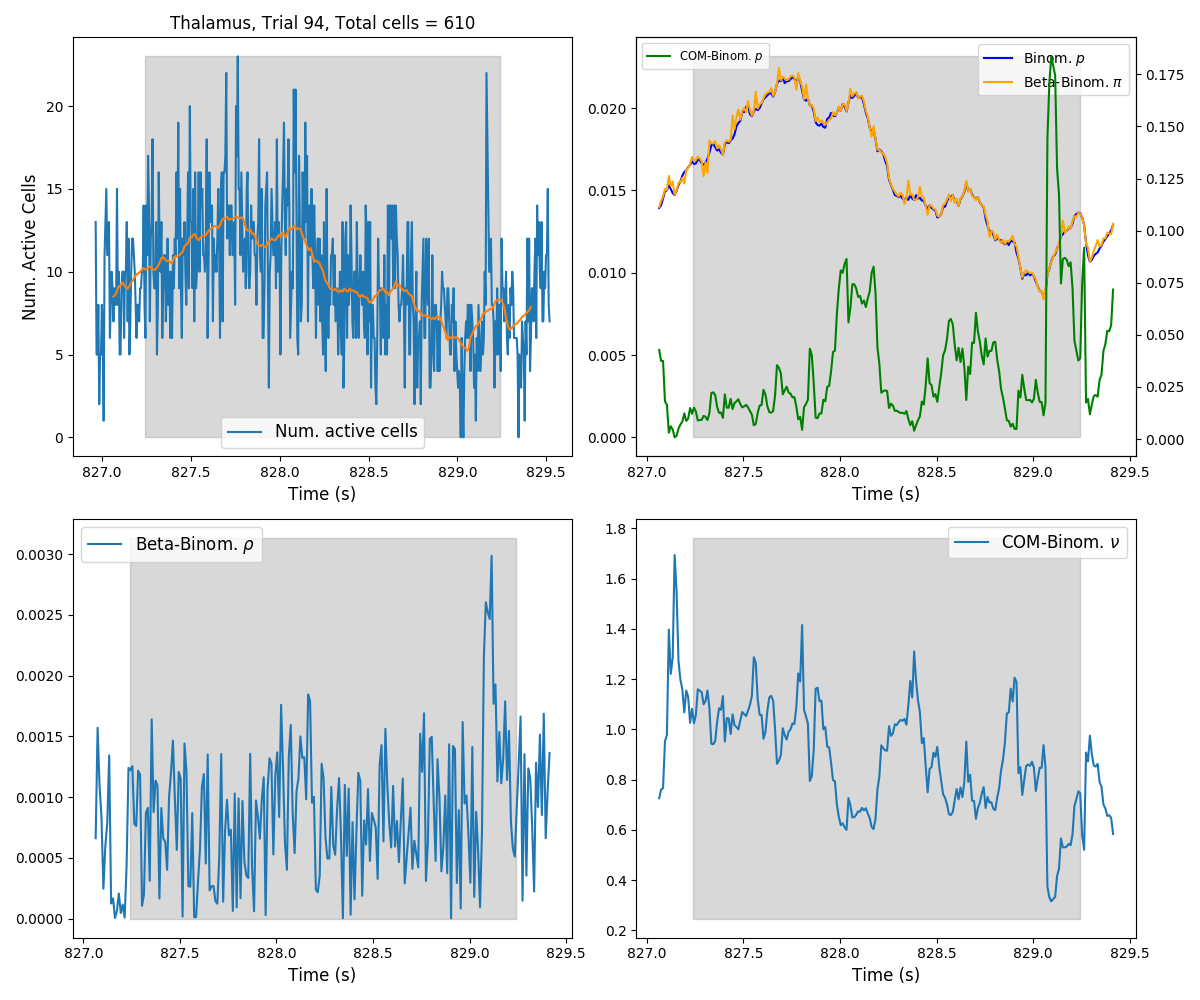 Thalamus, Trial 94, Total cells = 610
Num. Active Cells
20
15
10
5
0
Num. active cells
827.0 827.5 828.0 828.5 829.0 829.5
Time (s)
COM-Binom. p
Binom. p
Beta-Binom. π
0.020
0.015
0.010
0.005
0.000
0.175
0.150
0.125
0.100
0.075
0.050
0.025
0.000
827.0 827.5 828.0 828.5 829.0 829.5
Time (s)
Beta-Binom. ρ
0.0030
0.0025
0.0020
0.0015
0.0010
0.0005
0.0000
827.0 827.5 828.0 828.5 829.0 829.5
Time (s)
COM-Binom. ν
1.8
1.6
1.4
1.2
1.0
0.8
0.6
0.4
0.2
827.0 827.5 828.0 828.5 829.0 829.5
Time (s)